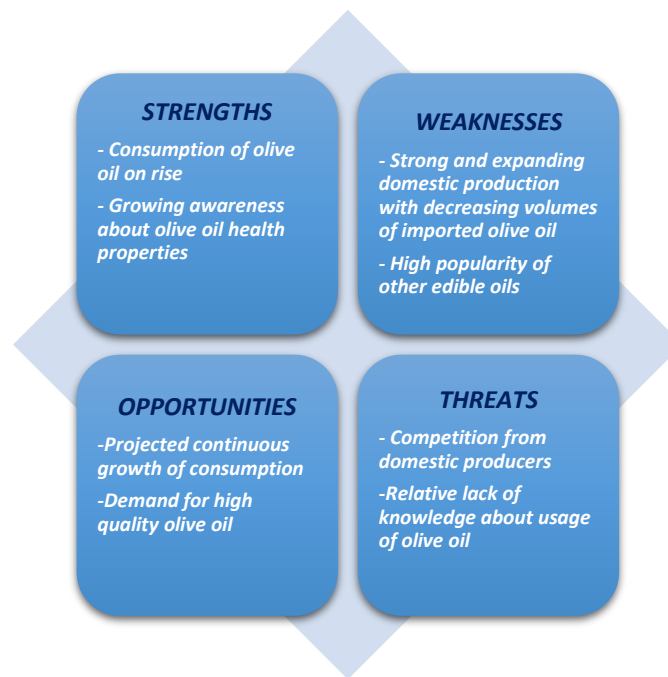 STRENGTHS
- Consumption of olive
oil on rise
- Growing awareness
about olive oil health
properties
WEAKNESSES
- Strong and expanding
domestic production
with decreasing volumes
of imported olive oil
- High popularity of
other edible oils
OPPORTUNITIES
-Projected continuous
growth of consumption
-Demand for high
quality olive oil
THREATS
- Competition from
domestic producers
-Relative lack of
knowledge about usage
of olive oil